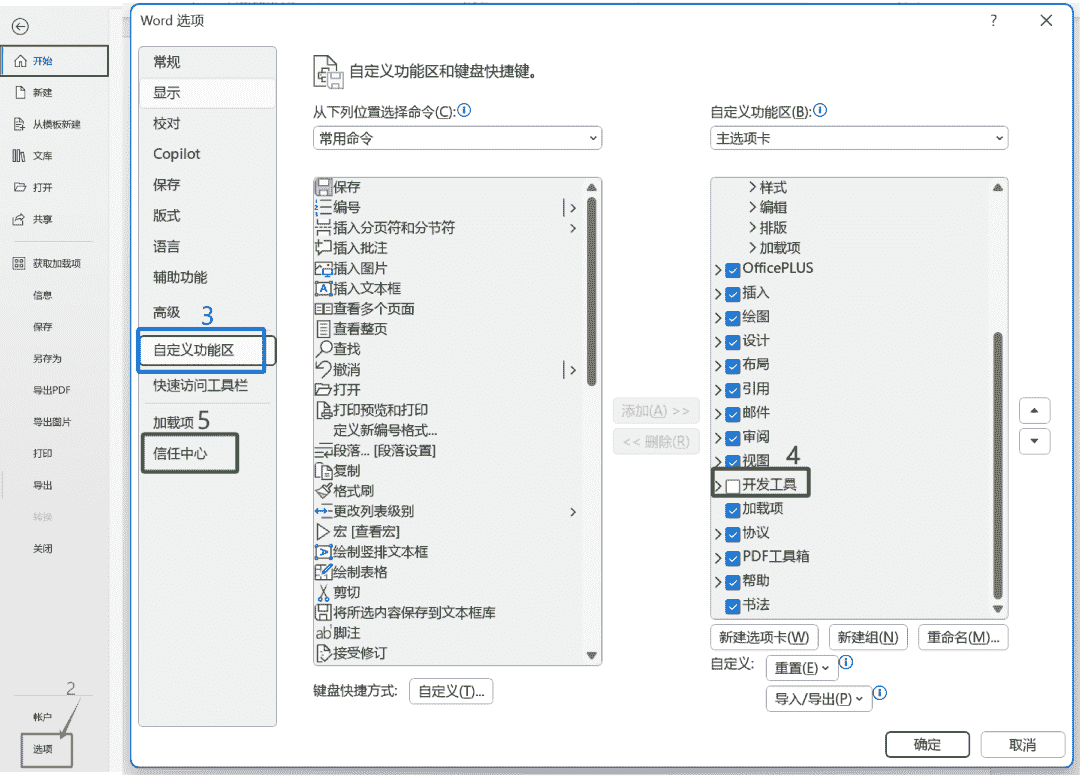 开始
新建
从模板新建
文库
打开
共享
获取加载项
信息
保存
另存为
导出PDF
导出图片
打印
导出
转换
关闭
2
帐户
选项
Word 选项
?
常规
显示
校对
Copilot
保存
版式
语言
辅助功能
高级
3
自定义功能区
快速访问工具栏
加载项
5
信任中心
自定义功能区和键盘快捷键。
从下列位置选择命令(C):
常用命令
保存
编号
插入分页符和分节符
插入批注
插入图片
插入文本框
查看多个页面
查看整页
查找
撤消
打开
打印预览和打印
定义新编号格式...
段落... [段落设置]
复制
格式刷
更改列表级别
宏 [查看宏]
绘制竖排文本框
绘制表格
剪切
将所选内容保存到文本框库
脚注
接受修订
键盘快捷方式:
自定义(T)...
添加(A) >>
<< 删除(R)
自定义功能区(B):
主选项卡
样式
编辑
排版
加载项
OfficePLUS
插入
绘图
设计
布局
引用
邮件
审阅
视图
4
开发工具
加载项
协议
PDF工具箱
帮助
书法
新建选项卡(W)
新建组(N)
重命名(M)...
自定义:
重置(E)
导入/导出(P)
确定
取消